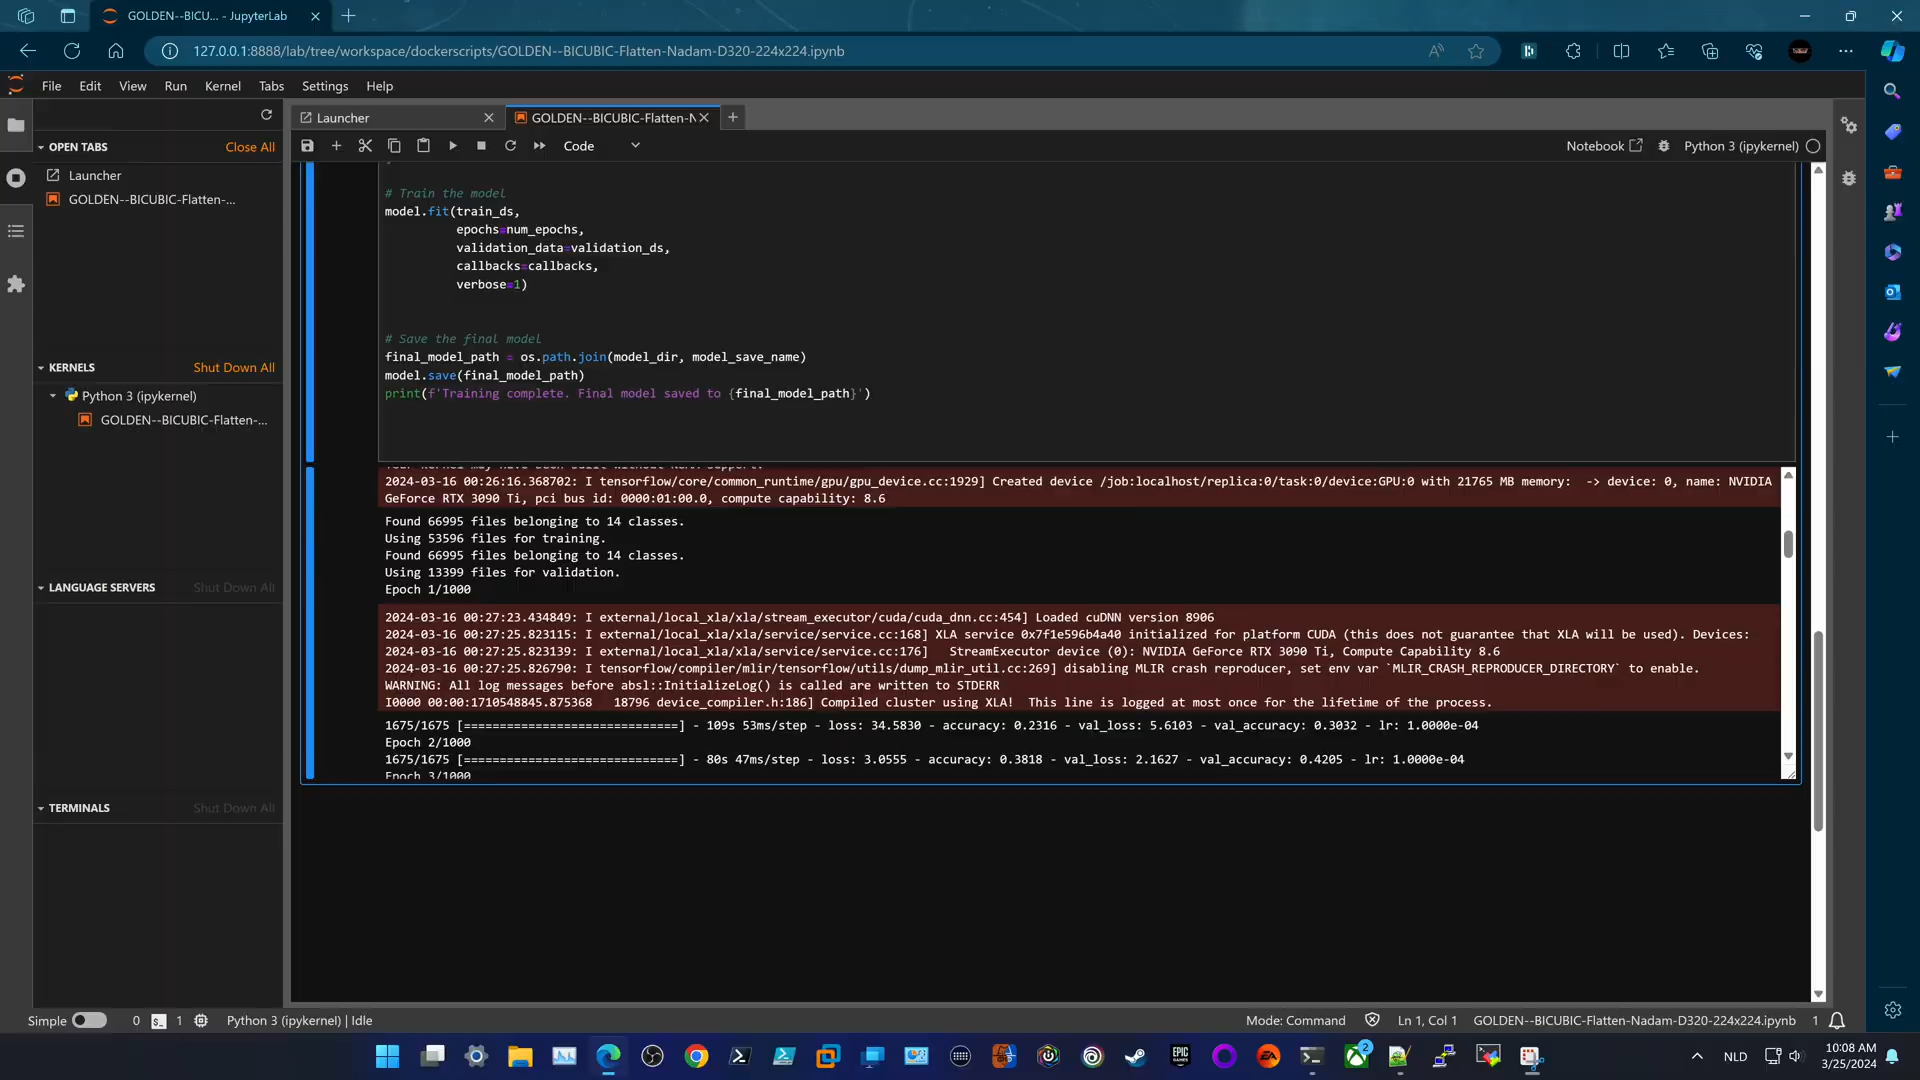 GOLDEN--BICU... - JupyterLab
127.0.0.1:8888/lab/tree/workspace/dockerscripts/GOLDEN--BICUBIC-Flatten-Nadam-D320-224x224.ipynb
File Edit View Run Kernel Tabs Settings Help
Launcher
GOLDEN--BICUBIC-Flatten-N
Code
Notebook
Python 3 (ipykernel)
OPEN TABS
Close All
Launcher
GOLDEN--BICUBIC-Flatten-...
KERNELS
Shut Down All
Python 3 (ipykernel)
GOLDEN--BICUBIC-Flatten-...
LANGUAGE SERVERS
Shut Down All
TERMINALS
Shut Down All
# Train the model
model.fit(train_ds,
epochs=num_epochs,
validation_data=validation_ds,
callbacks=callbacks,
verbose=1)
# Save the final model
final_model_path = os.path.join(model_dir, model_save_name)
model.save(final_model_path)
print(f'Training complete. Final model saved to {final_model_path}')
2024-03-16 00:26:16.368702: I tensorflow/core/common_runtime/gpu/gpu_device.cc:1929] Created device /job:localhost/replica:0/task:0/device:GPU:0 with 21765 MB memory:  -> device: 0, name: NVIDIA
GeForce RTX 3090 Ti, pci bus id: 0000:01:00.0, compute capability: 8.6
Found 66995 files belonging to 14 classes.
Using 53596 files for training.
Found 66995 files belonging to 14 classes.
Using 13399 files for validation.
Epoch 1/1000
2024-03-16 00:27:23.434849: I external/local_xla/xla/stream_executor/cuda/cuda_dnn.cc:454] Loaded cuDNN version 8906
2024-03-16 00:27:25.823115: I external/local_xla/xla/service/service.cc:168] XLA service 0x7f1e596b4a40 initialized for platform CUDA (this does not guarantee that XLA will be used). Devices:
2024-03-16 00:27:25.823139: I external/local_xla/xla/service/service.cc:176]   StreamExecutor device (0): NVIDIA GeForce RTX 3090 Ti, Compute Capability 8.6
2024-03-16 00:27:25.826790: I tensorflow/compiler/mlir/tensorflow/utils/dump_mlir_util.cc:269] disabling MLIR crash reproducer, set env var `MLIR_CRASH_REPRODUCER_DIRECTORY` to enable.
WARNING: All log messages before absl::InitializeLog() is called are written to STDERR
I0000 00:00:1710548845.875368   18796 device_compiler.h:186] Compiled cluster using XLA!  This line is logged at most once for the lifetime of the process.
1675/1675 [==============================] - 109s 53ms/step - loss: 34.5830 - accuracy: 0.2316 - val_loss: 5.6103 - val_accuracy: 0.3032 - lr: 1.0000e-04
Epoch 2/1000
1675/1675 [==============================] - 80s 47ms/step - loss: 3.0555 - accuracy: 0.3818 - val_loss: 2.1627 - val_accuracy: 0.4205 - lr: 1.0000e-04
Epoch 3/1000
Simple 0 1 Python 3 (ipykernel) | Idle
Mode: Command Ln 1, Col 1 GOLDEN--BICUBIC-Flatten-Nadam-D320-224x224.ipynb 1
EPIC GAMES
EA
2
NLD
10:08 AM
3/25/2024